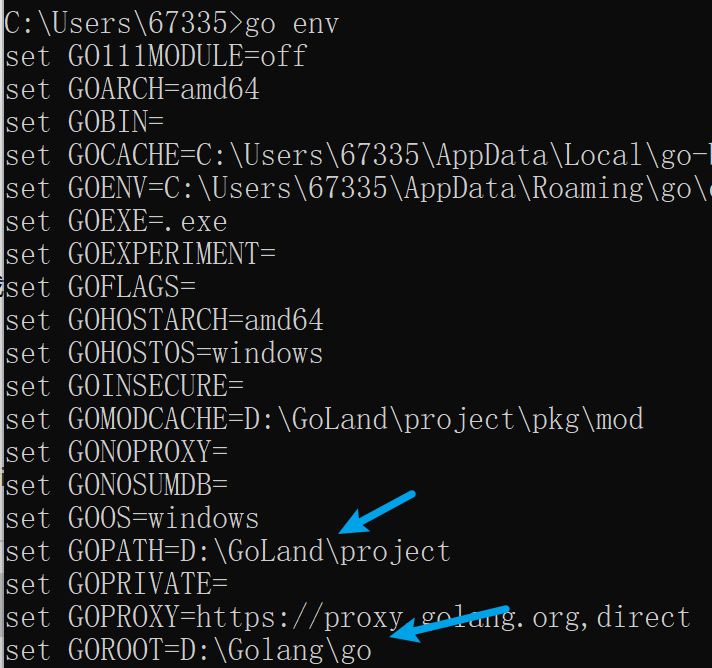 C:\Users\67335>go env
set GO111MODULE=off
set GOARCH=amd64
set GOBIN=
set GOCACHE=C:\Users\67335\AppData\Local\go-
set GOENV=C:\Users\67335\AppData\Roaming\go\
set GOEXE=.exe
set GOEXPERIMENT=
set GOFLAGS=
set GOHOSTARCH=amd64
set GOHOSTOS=windows
set GOINSECURE=
set GOMODCACHE=D:\GoLand\project\pkg\mod
set GONOPROXY=
set GONOSUMDB=
set GOOS=windows
set GOPATH=D:\GoLand\project
set GOPRIVATE=
set GOPROXY=https://proxy.golang.org,direct
set GOROOT=D:\Golang\go